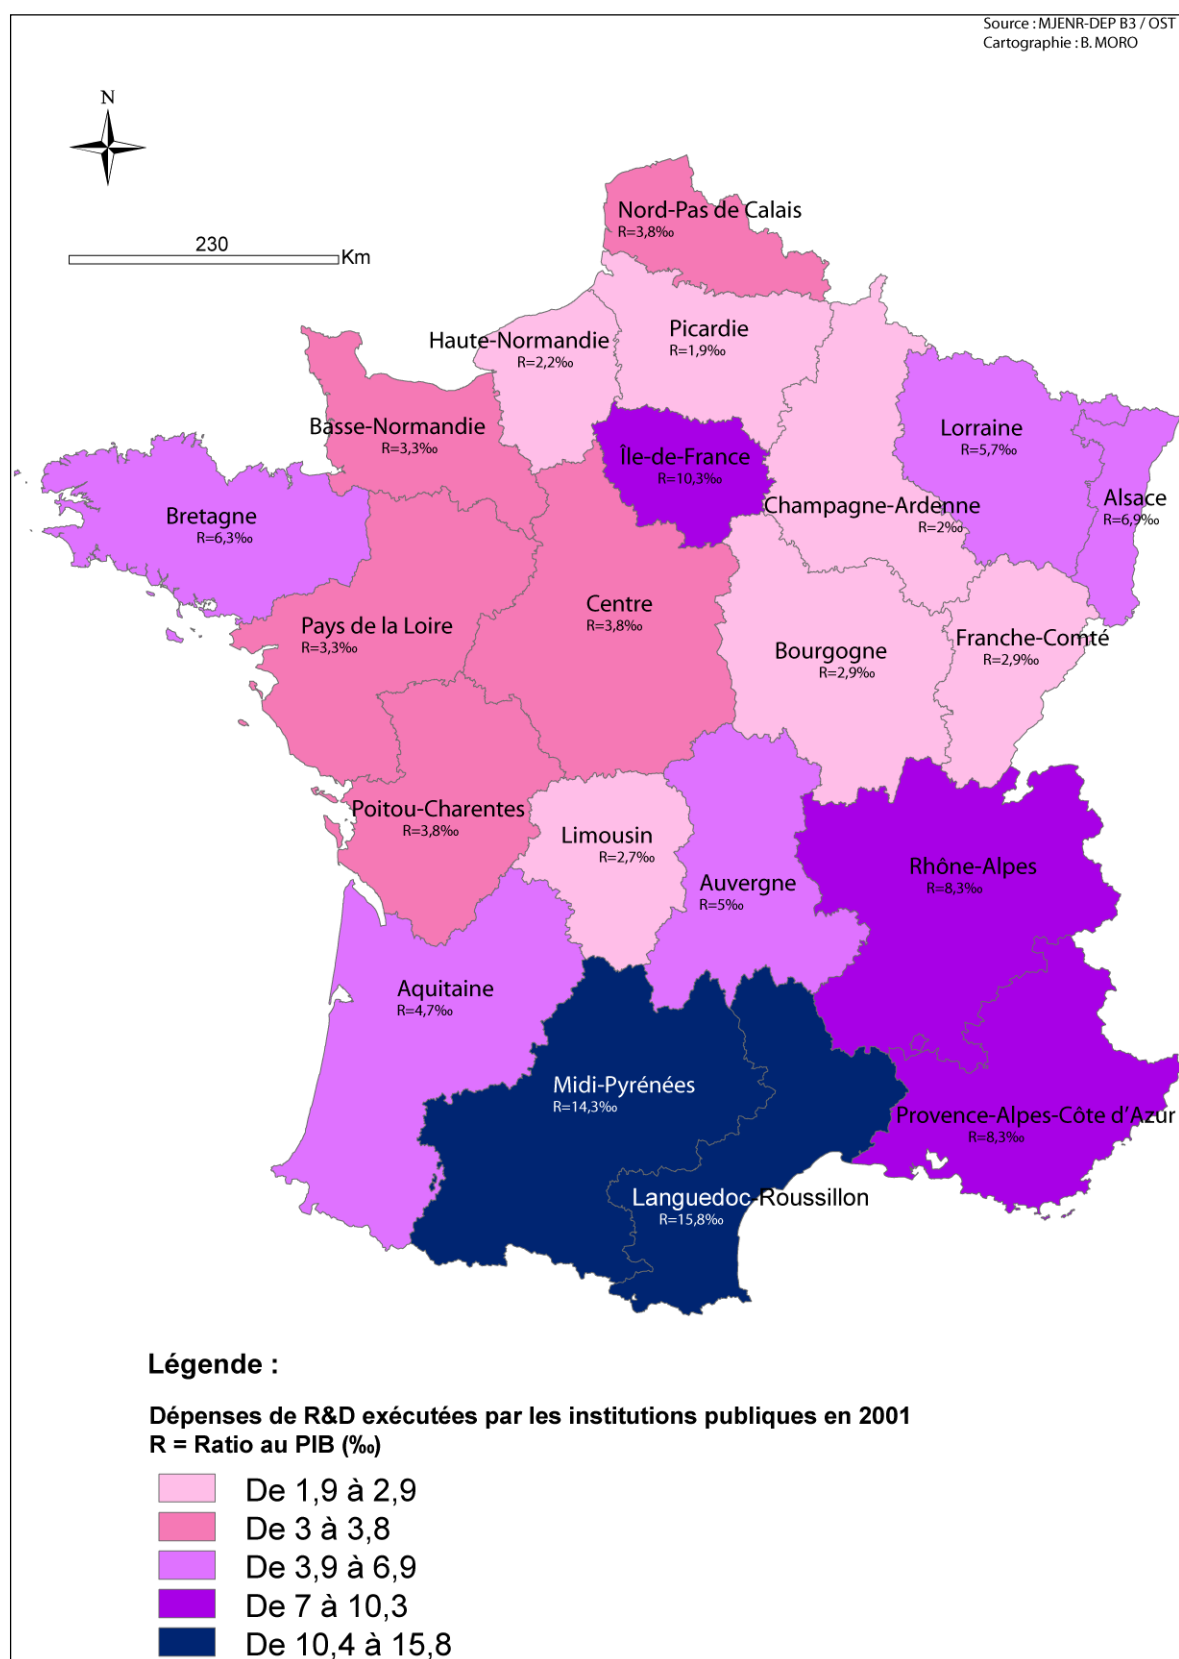 Source : MJENR-DEP B3 / OST
Cartographie : B. MORO
N
230
Km
Nord-Pas de Calais
R=3,8‰
Haute-Normandie
R=2,2‰
Picardie
R=1,9‰
Basse-Normandie
R=3,3‰
Île-de-France
R=10,3‰
Lorraine
R=5,7‰
Alsace
R=6,9‰
Champagne-Ardenne
R=2‰
Bretagne
R=6,3‰
Pays de la Loire
R=3,3‰
Centre
R=3,8‰
Bourgogne
R=2,9‰
Franche-Comté
R=2,9‰
Poitou-Charentes
R=3,8‰
Limousin
R=2,7‰
Auvergne
R=5‰
Rhône-Alpes
R=8,3‰
Aquitaine
R=4,7‰
Midi-Pyrénées
R=14,3‰
Provence-Alpes-Côte d'Azur
R=8,3‰
Languedoc-Roussillon
R=15,8‰
Légende :
Dépenses de R&D exécutées par les institutions publiques en 2001
R = Ratio au PIB (‰)
De 1,9 à 2,9
De 3 à 3,8
De 3,9 à 6,9
De 7 à 10,3
De 10,4 à 15,8